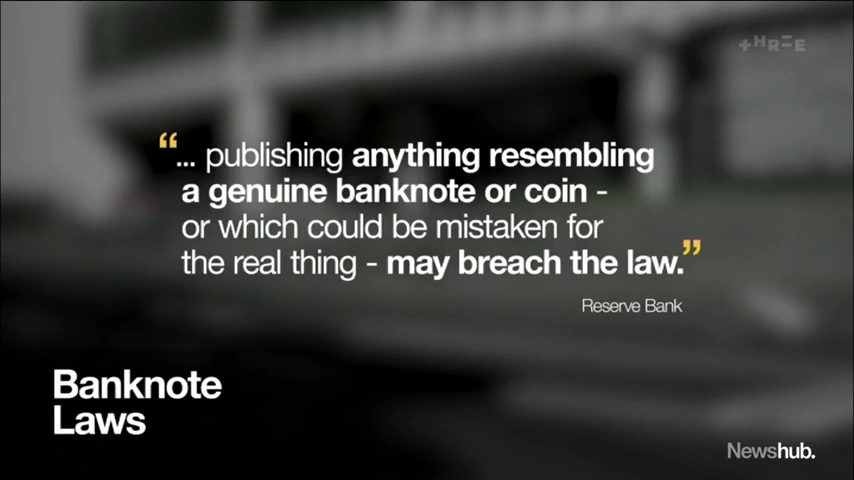 +HR=E
“... publishing anything resembling
a genuine banknote or coin -
or which could be mistaken for
the real thing - may breach the law.”
Reserve Bank
Banknote
Laws
Newshub.